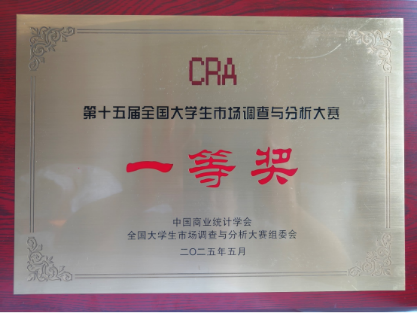 CRA
第十五届全国大学生市场调查与分析大赛
一等奖
中国商业统计学会
全国大学生市场调查与分析大赛组委会
二〇二五年五月